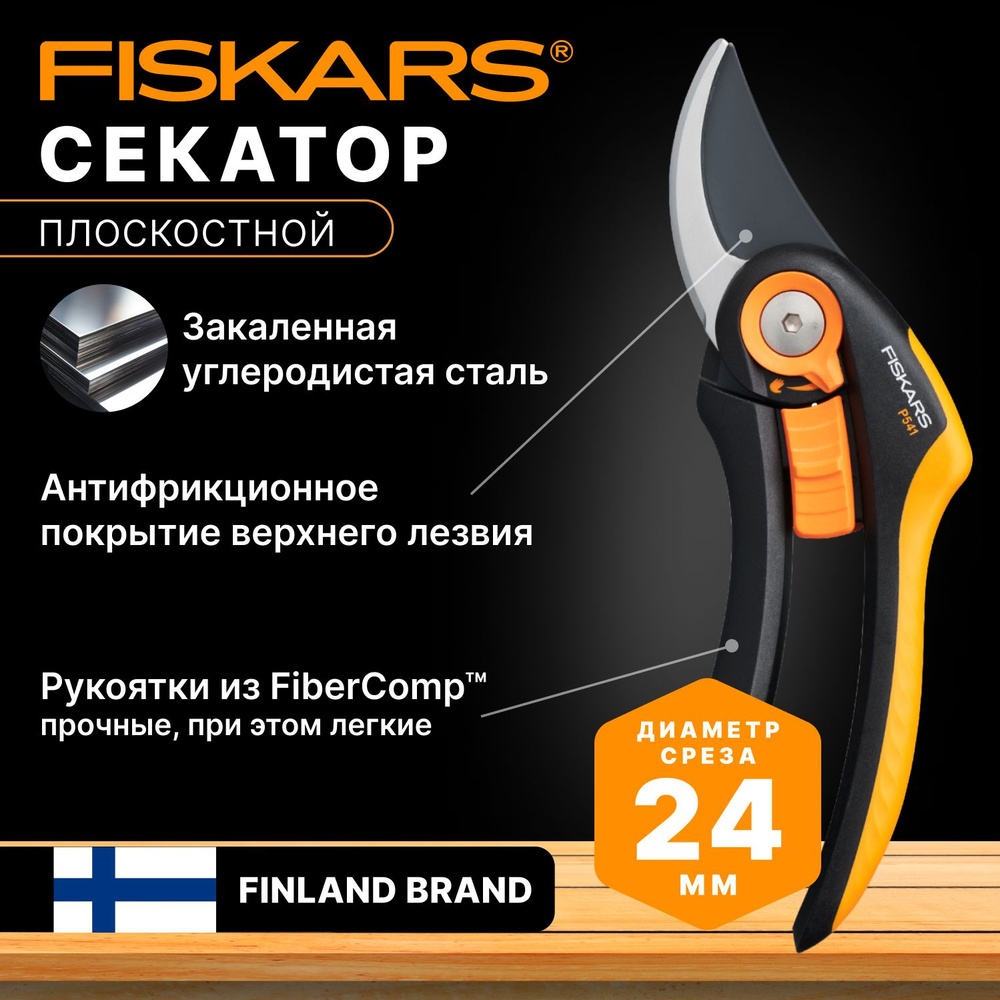 FISKARS®
СЕКАТОР
ПЛОСКОСТНОЙ
Закаленная
углеродистая сталь
Антифрикционное
покрытие верхнего лезвия
Рукоятки из FiberComp™
прочные, при этом легкие
FISKARS
P541
ДИАМЕТР
СРЕЗА
24
ММ
FINLAND BRAND